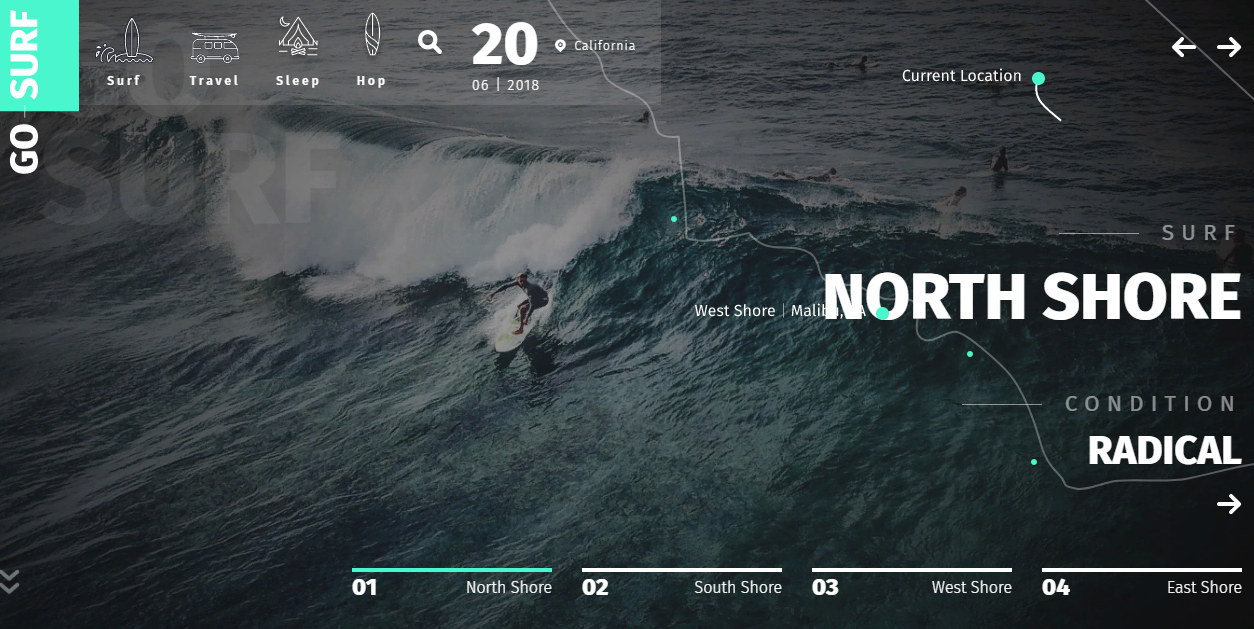 GO — SURF
GO
SURF
Surf
Travel
Sleep
Hop
20
06 | 2018
California
Current Location
SURF
NORTH SHORE
West Shore | Malibu, CA
CONDITION
RADICAL
01 North Shore
02 South Shore
03 West Shore
04 East Shore